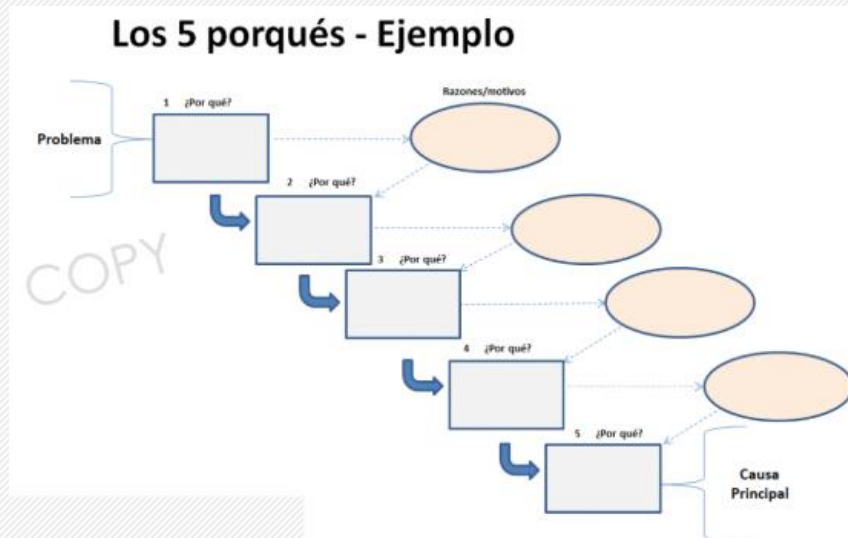 Los 5 porqués - Ejemplo
Razones/motivos
1 ¿Por qué?
Problema
2 ¿Por qué?
3 ¿Por qué?
COPY
4 ¿Por qué?
5 ¿Por qué?
Causa
Principal